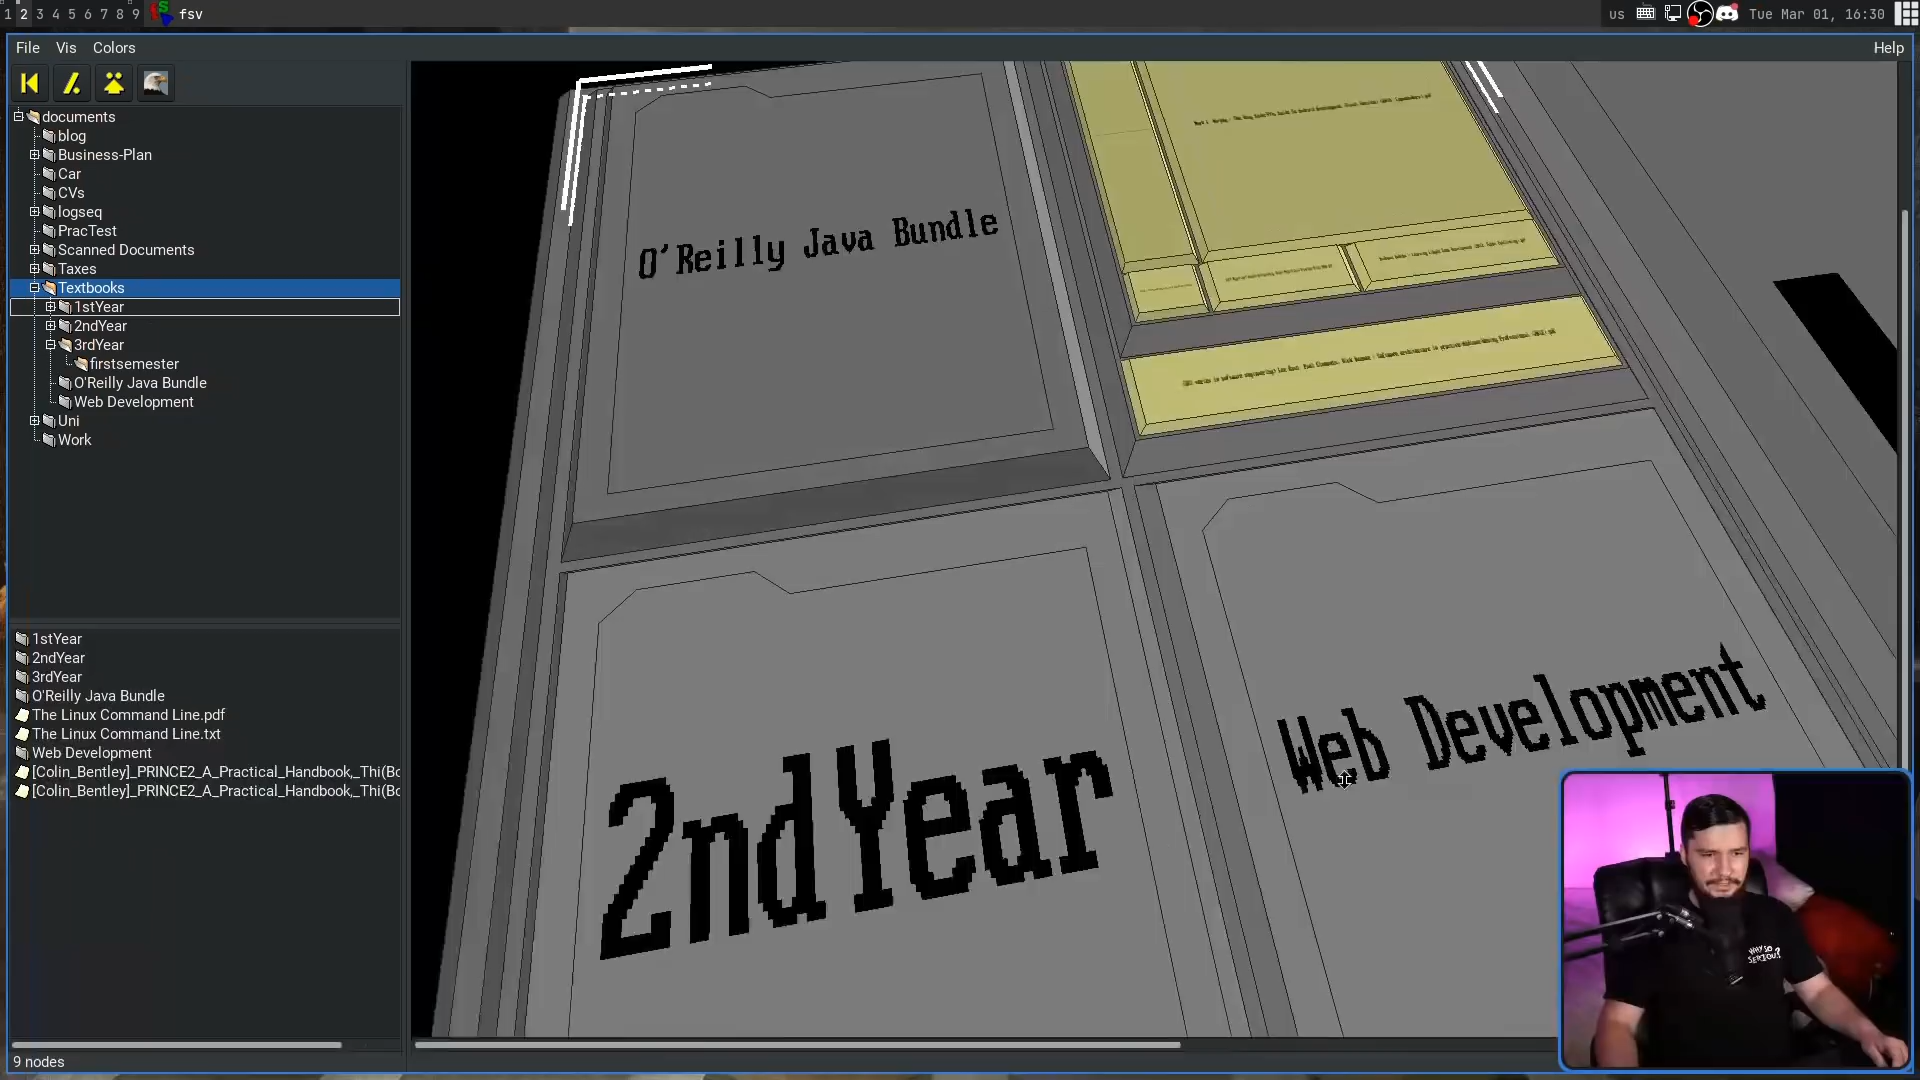 1 2 3 4 5 6 7 8 9 fsv
us Tue Mar 01, 16:30
File Vis Colors
Help
documents
blog
Business-Plan
Car
CVs
logseq
PracTest
Scanned Documents
Taxes
Textbooks
1stYear
2ndYear
3rdYear
firstsemester
O'Reilly Java Bundle
Web Development
Uni
Work
1stYear
2ndYear
3rdYear
O'Reilly Java Bundle
The Linux Command Line.pdf
The Linux Command Line.txt
Web Development
[Colin_Bentley]_PRINCE2_A_Practical_Handbook,_Thi(Bo
[Colin_Bentley]_PRINCE2_A_Practical_Handbook,_Thi(Bo
9 nodes
O'Reilly Java Bundle
2ndYear
Web Development
WHY SO
SERIOUS?